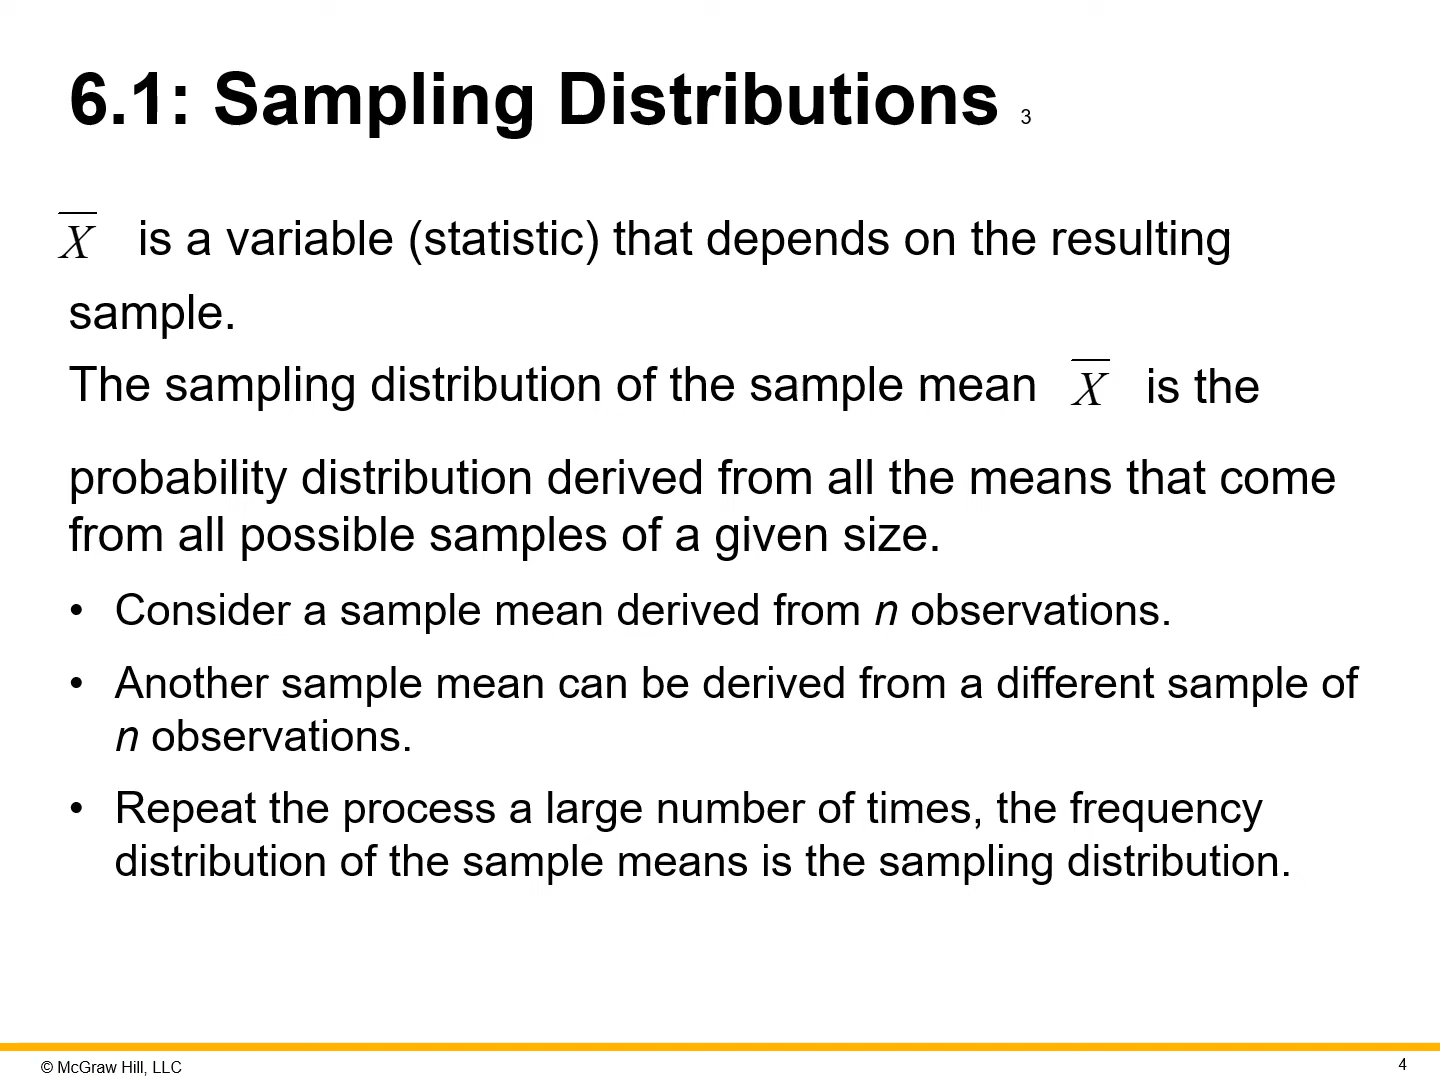 6.1: Sampling Distributions 3
X̅ is a variable (statistic) that depends on the resulting
sample.
The sampling distribution of the sample mean X̅ is the
probability distribution derived from all the means that come
from all possible samples of a given size.
• Consider a sample mean derived from n observations.
• Another sample mean can be derived from a different sample of
n observations.
• Repeat the process a large number of times, the frequency
distribution of the sample means is the sampling distribution.
© McGraw Hill, LLC
4